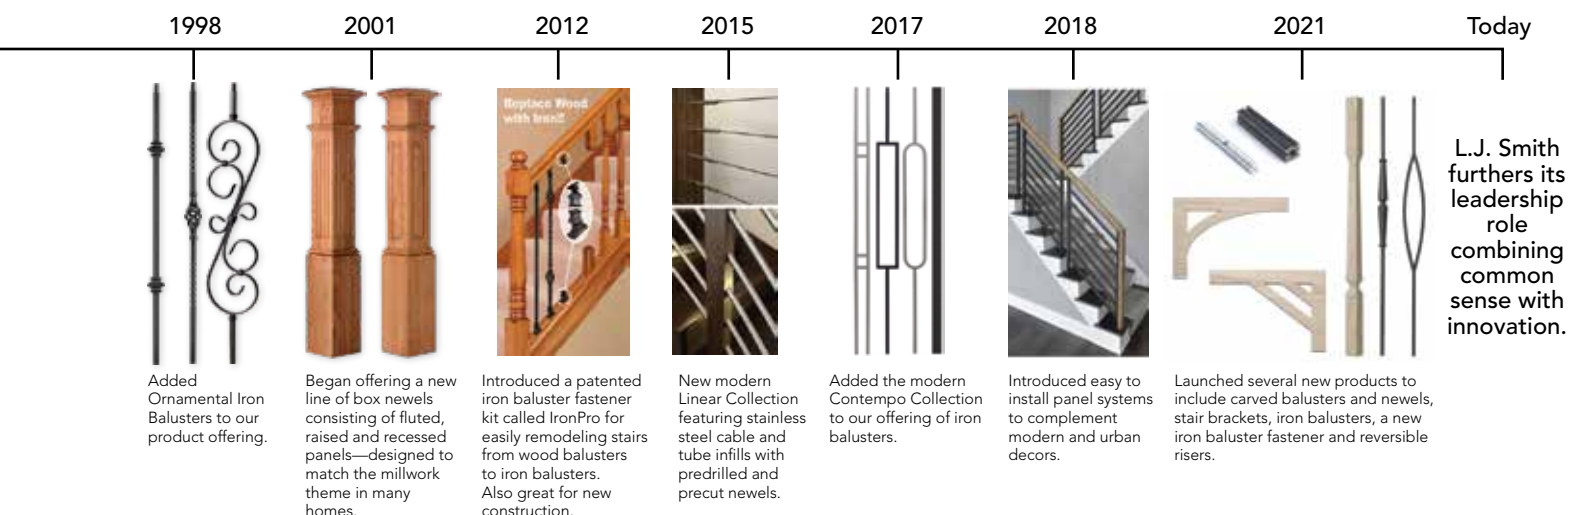 1998
2001
2012
2015
2017
2018
2021
Today
Replace Wood
with Iron!!
L.J. Smith
furthers its
leadership
role
combining
common
sense with
innovation.
Added
Ornamental Iron
Balusters to our
product offering.
Began offering a new
line of box newels
consisting of fluted,
raised and recessed
panels—designed to
match the millwork
theme in many
homes.
Introduced a patented
iron baluster fastener
kit called IronPro for
easily remodeling stairs
from wood balusters
to iron balusters.
Also great for new
construction.
New modern
Linear Collection
featuring stainless
steel cable and
tube infills with
predrilled and
precut newels.
Added the modern
Contempo Collection
to our offering of iron
balusters.
Introduced easy to
install panel systems
to complement
modern and urban
decors.
Launched several new products to
include carved balusters and newels,
stair brackets, iron balusters, a new
iron baluster fastener and reversible
risers.